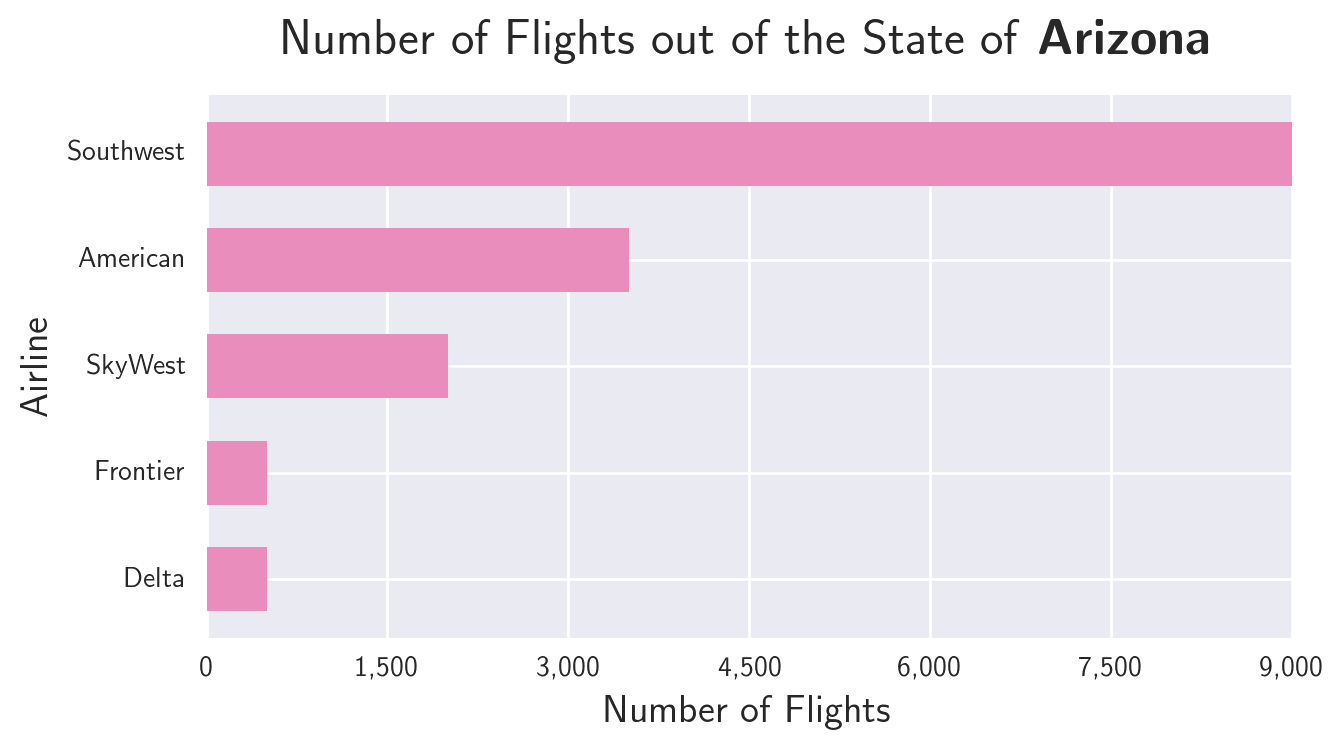 Number of Flights out of the State of Arizona
Southwest
American
SkyWest
Frontier
Delta
Airline
0 1,500 3,000 4,500 6,000 7,500 9,000
Number of Flights